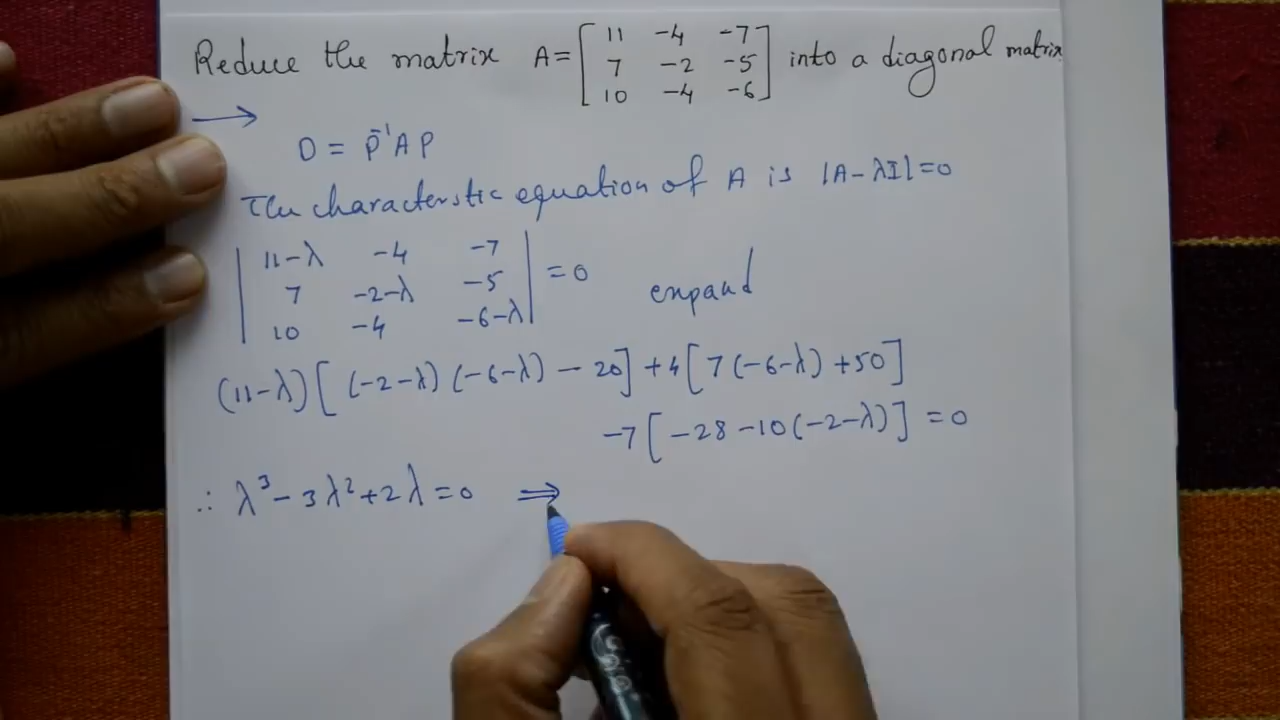 Reduce the matrix A = [ 11 -4 -7 ; 7 -2 -5 ; 10 -4 -6 ] into a diagonal matrix
→
D = P⁻¹ A P
The characterstic equation of A is |A - λI| = 0
| 11-λ -4 -7 |
| 7 -2-λ -5 | = 0 expand
| 10 -4 -6-λ |
(11-λ) [ (-2-λ) (-6-λ) - 20 ] + 4 [ 7 (-6-λ) + 50 ]
-7 [ -28 -10 (-2-λ) ] = 0
∴ λ³ - 3λ² + 2λ = 0 ⇒